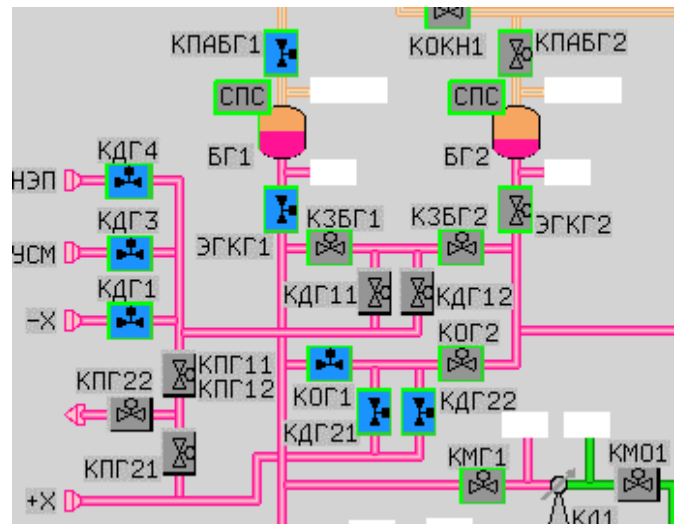 КПАБГ1
КОКН1
КПАБГ2
СПС
СПС
БГ1
БГ2
КДГ4
НЭП
КЗБГ1
КЗБГ2
ЭГКГ1
ЭГКГ2
КДГ3
УСМ
КДГ1
КДГ11
КДГ12
-X
КОГ2
КПГ11
КПГ12
КПГ22
КОГ1
КДГ22
КДГ21
КПГ21
КМГ1
КМО1
+X
КД1